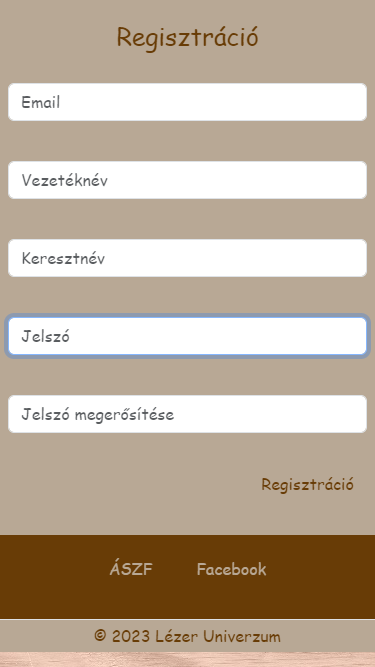 Regisztráció
Email
Vezetéknév
Keresztnév
Jelszó
Jelszó megerősítése
Regisztráció
ÁSZF Facebook
© 2023 Lézer Univerzum